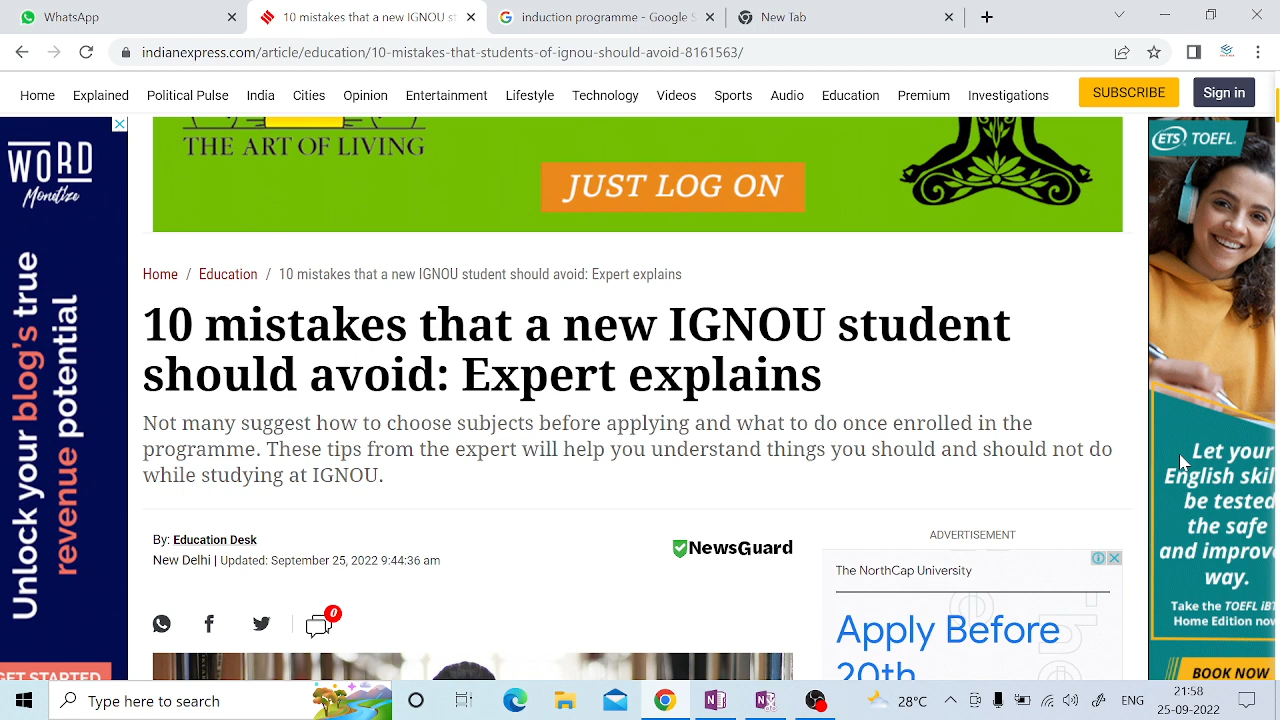 WhatsApp
10 mistakes that a new IGNOU st
induction programme - Google S
New Tab
indianexpress.com/article/education/10-mistakes-that-students-of-ignou-should-avoid-8161563/
Home Explained Political Pulse India Cities Opinion Entertainment Lifestyle Technology Videos Sports Audio Education Premium Investigations SUBSCRIBE Sign in
WORD
Monetize
Unlock your blog's true
revenue potential
GET STARTED
THE ART OF LIVING
JUST LOG ON
Home / Education / 10 mistakes that a new IGNOU student should avoid: Expert explains
10 mistakes that a new IGNOU student
should avoid: Expert explains
Not many suggest how to choose subjects before applying and what to do once enrolled in the
programme. These tips from the expert will help you understand things you should and should not do
while studying at IGNOU.
By: Education Desk
New Delhi | Updated: September 25, 2022 9:44:36 am
NewsGuard
0
ADVERTISEMENT
The NorthCap University
Apply Before
20th
ETS TOEFL
Let your
English skil
be tested
the safe
and improve
way.
Take the TOEFL iBT
Home Edition now
BOOK NOW
Type here to search
28°C
ENG
21:58
25-09-2022